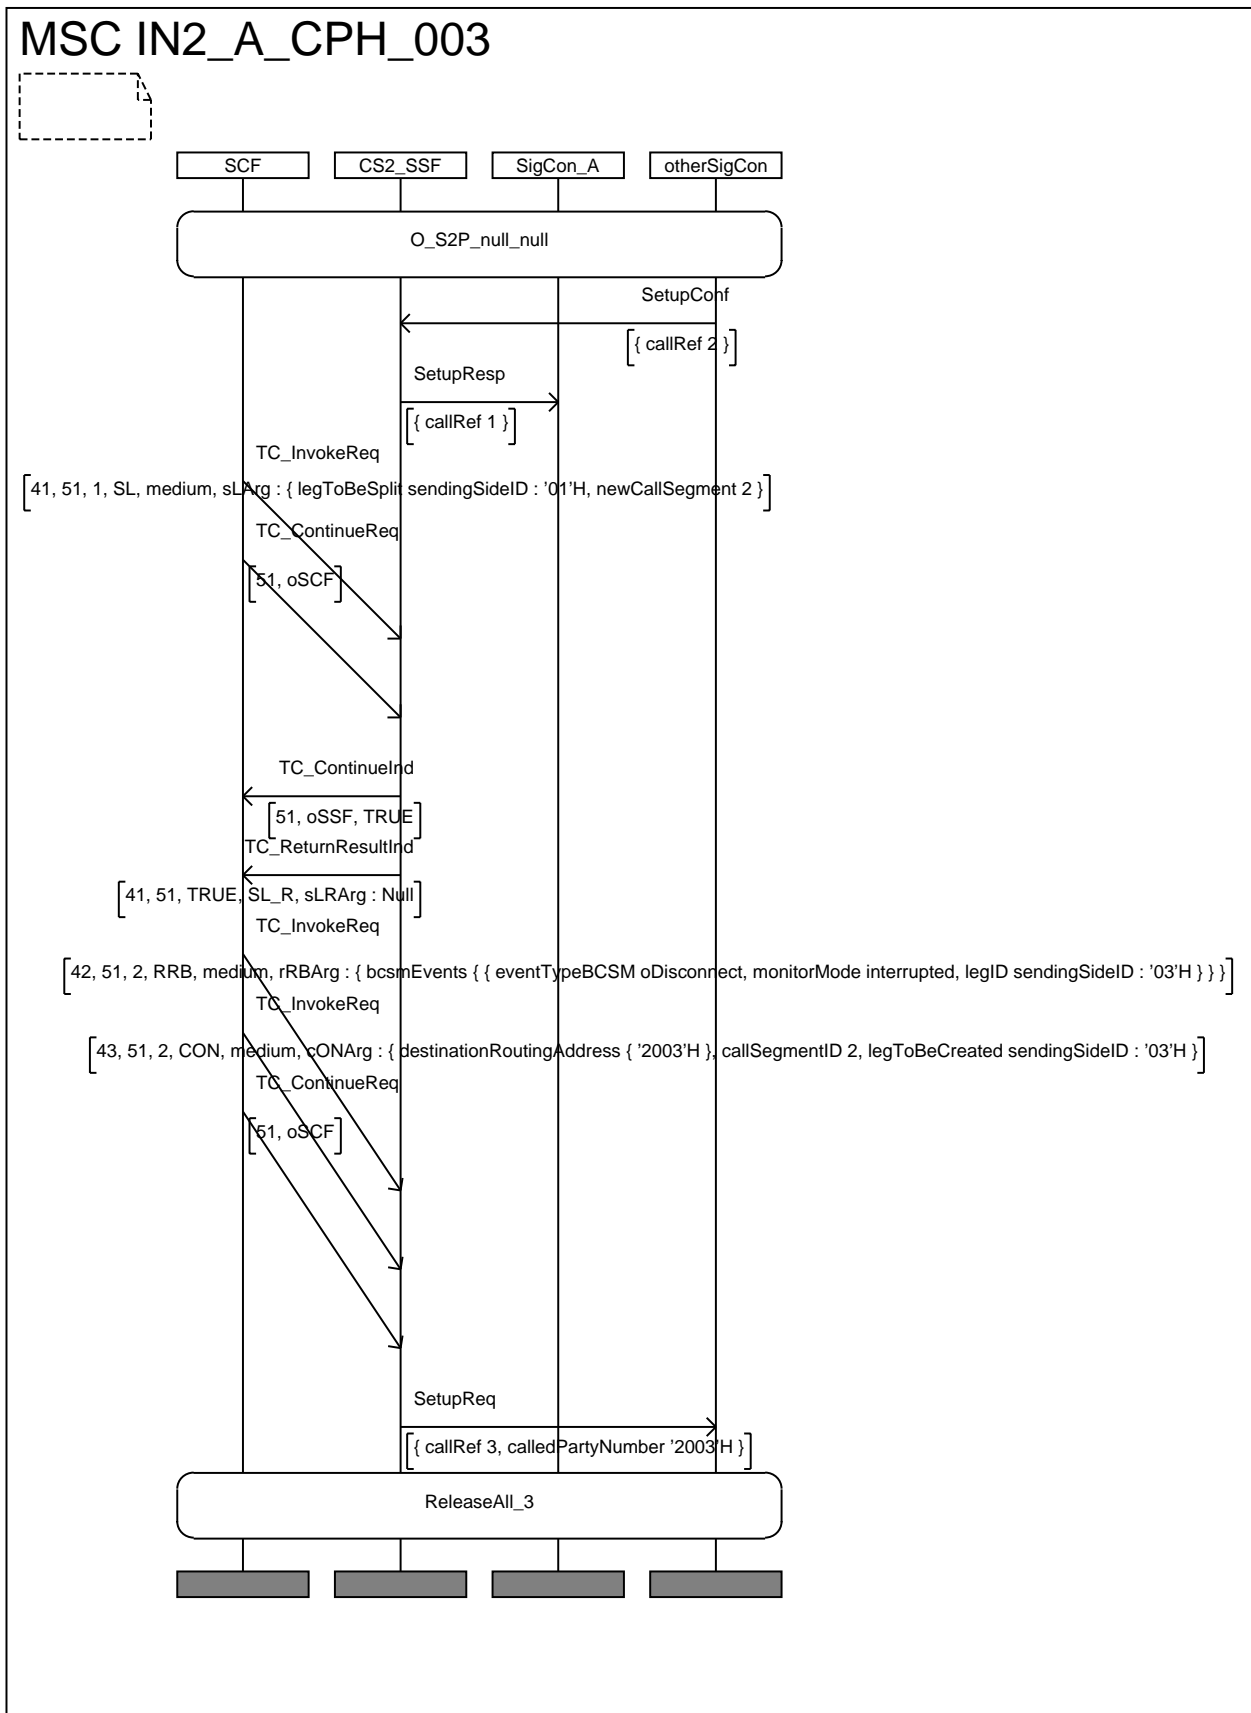 MSC IN2_A_CPH_003
SCF CS2_SSF SigCon_A otherSigCon
O_S2P_null_null
SetupConf
{ callRef 2 }
SetupResp
{ callRef 1 }
TC_InvokeReq
41, 51, 1, SL, medium, sLArg : { legToBeSplit sendingSideID : '01'H, newCallSegment 2 }
TC_ContinueReq
51, oSCF
TC_ContinueInd
51, oSSF, TRUE
TC_ReturnResultInd
41, 51, TRUE, SL_R, sLRArg : Null
TC_InvokeReq
42, 51, 2, RRB, medium, rRBArg : { bcsmEvents { { eventTypeBCSM oDisconnect, monitorMode interrupted, legID sendingSideID : '03'H } } }
TC_InvokeReq
43, 51, 2, CON, medium, cONArg : { destinationRoutingAddress { '2003'H }, callSegmentID 2, legToBeCreated sendingSideID : '03'H }
TC_ContinueReq
51, oSCF
SetupReq
{ callRef 3, calledPartyNumber '2003'H }
ReleaseAll_3